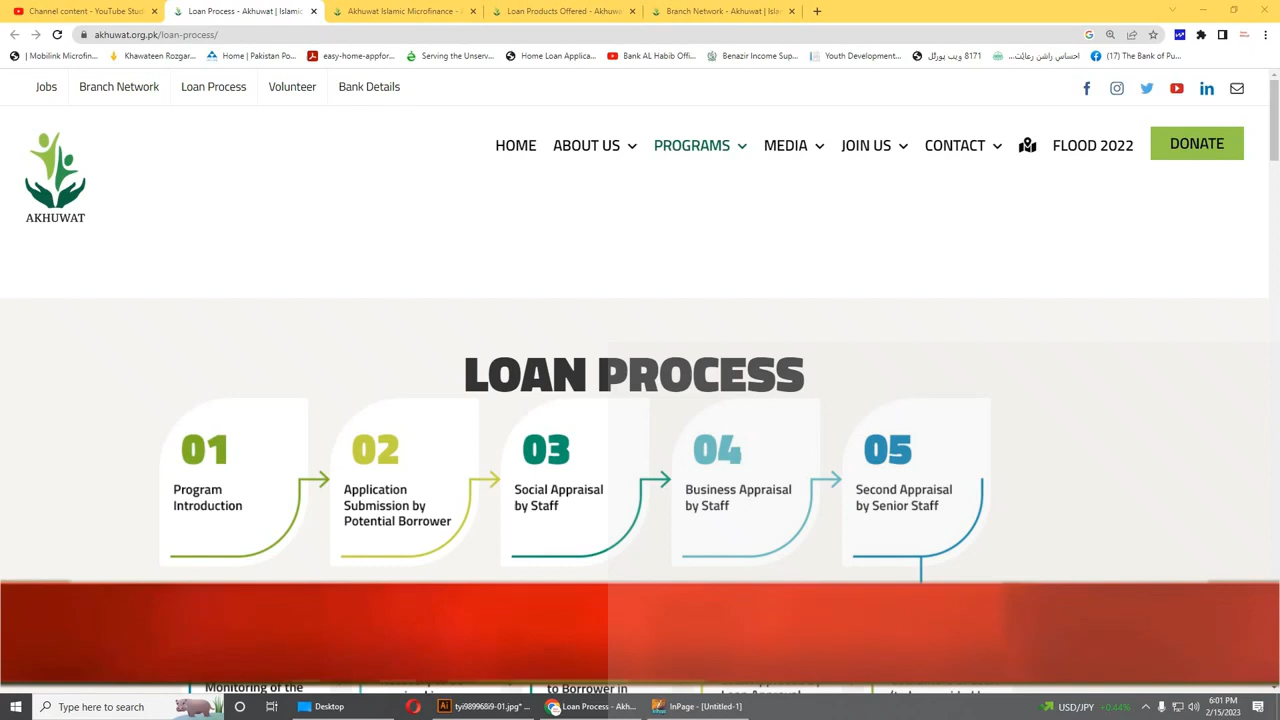 Channel content - YouTube Stud
Loan Process - Akhuwat | Islamic
Akhuwat Islamic Microfinance - A
Loan Products Offered - Akhuwa
Branch Network - Akhuwat | Isla
akhuwat.org.pk/loan-process/
| Mobilink Microfin...
Khawateen Rozgar...
Home | Pakistan Po...
easy-home-appfor...
Serving the Unserv...
Home Loan Applica...
Bank AL Habib Offi...
Benazir Income Sup...
Youth Development...
8171 ویب پورٹل
احساس راشن رعایت...
(17) The Bank of Pu...
Jobs
Branch Network
Loan Process
Volunteer
Bank Details
HOME
ABOUT US
PROGRAMS
MEDIA
JOIN US
CONTACT
FLOOD 2022
DONATE
AKHUWAT
LOAN PROCESS
01
Program
Introduction
02
Application
Submission by
Potential Borrower
03
Social Appraisal
by Staff
04
Business Appraisal
by Staff
05
Second Appraisal
by Senior Staff
Monitoring of the
to Borrower in
Type here to search
Desktop
tyi989968i9-01.jpg* ...
Loan Process - Akh...
InPage - [Untitled-1]
USD/JPY
+0.44%
6:01 PM
2/15/2023